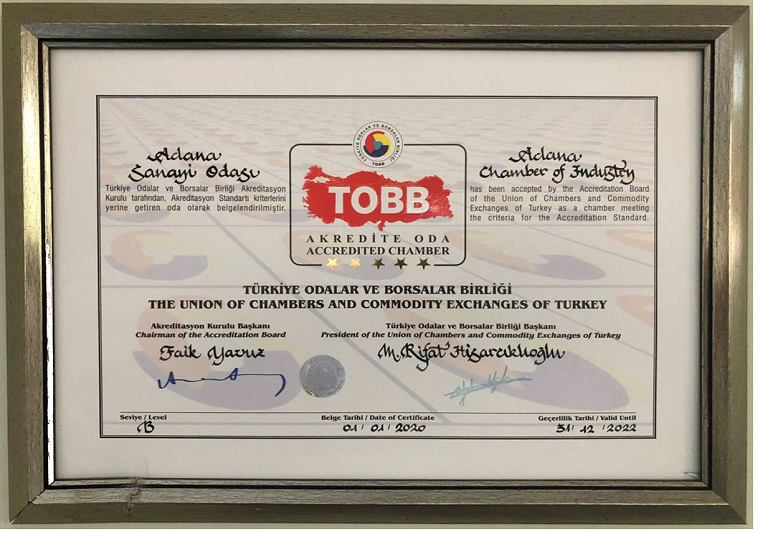 Adana
Sanayi Odası
Türkiye Odalar ve Borsalar Birliği Akreditasyon
Kurulu tarafından, Akreditasyon Standartı kriterlerini
yerine getiren oda olarak belgelendirilmiştir.
TÜRKİYE ODALAR VE BORSALAR BİRLİĞİ
TOBB
TOBB
AKREDİTE ODA
ACCREDITED CHAMBER
Adana
Chamber of Industry
has been accepted by the Accreditation Board
of the Union of Chambers and Commodity
Exchanges of Turkey as a chamber meeting
the criteria for the Accreditation Standard.
TÜRKİYE ODALAR VE BORSALAR BİRLİĞİ
THE UNION OF CHAMBERS AND COMMODITY EXCHANGES OF TURKEY
Akreditasyon Kurulu Başkanı
Chairman of the Accreditation Board
Faik Yavuz
Türkiye Odalar ve Borsalar Birliği Başkanı
President of the Union of Chambers and Commodity Exchanges of Turkey
M. Rifat Hisarcıklıoğlu
Seviye / Level
B
Belge Tarihi / Date of Certificate
01 / 01 / 2020
Geçerlilik Tarihi / Valid Until
31 / 12 / 2022